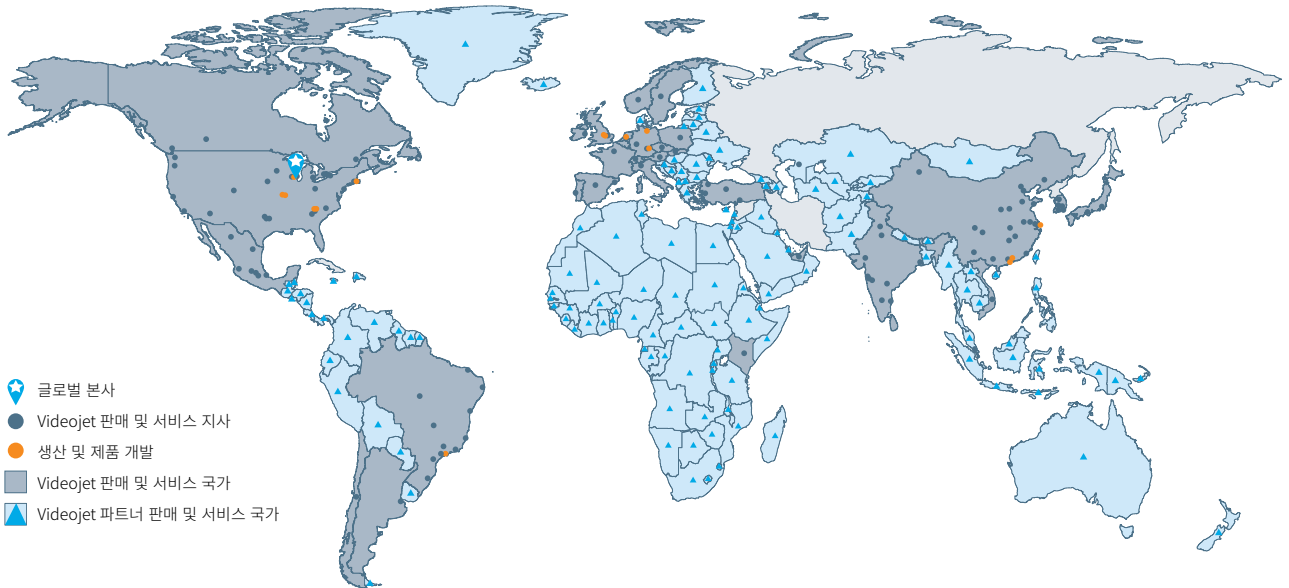 글로벌 본사
Videojet 판매 및 서비스 지사
생산 및 제품 개발
Videojet 판매 및 서비스 국가
Videojet 파트너 판매 및 서비스 국가